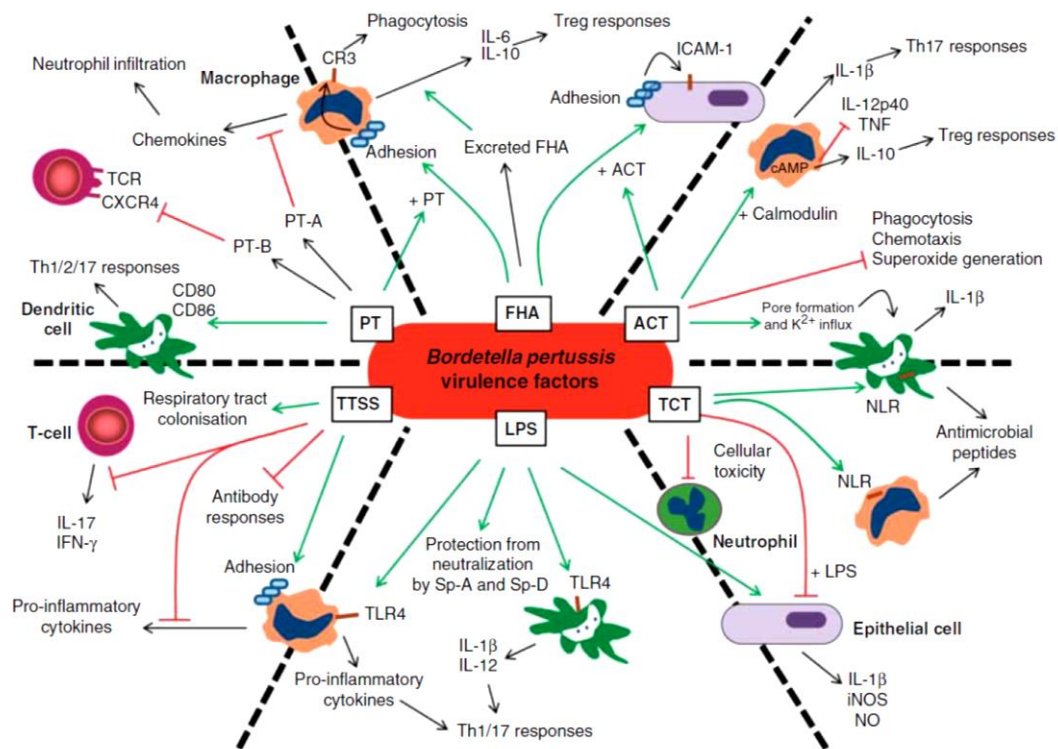 Phagocytosis
CR3
IL-6
IL-10
Treg responses
Neutrophil infiltration
Macrophage
Chemokines
Adhesion
TCR
CXCR4
PT-A
PT-B
+ PT
Th1/2/17 responses
CD80
CD86
Dendritic
cell
PT
Excreted FHA
ICAM-1
Adhesion
+ ACT
FHA
Th17 responses
IL-1β
IL-12p40
TNF
cAMP
IL-10
Treg responses
+ Calmodulin
Phagocytosis
Chemotaxis
Superoxide generation
ACT
Pore formation
and K2+ influx
IL-1β
NLR
Bordetella pertussis
virulence factors
TTSS
LPS
TCT
Respiratory tract
colonisation
T-cell
IL-17
IFN-γ
Antibody
responses
Adhesion
Pro-inflammatory
cytokines
TLR4
Pro-inflammatory
cytokines
Protection from
neutralization
by Sp-A and Sp-D
TLR4
IL-1β
IL-12
Th1/17 responses
Cellular
toxicity
Neutrophil
NLR
Antimicrobial
peptides
+ LPS
Epithelial cell
IL-1β
iNOS
NO